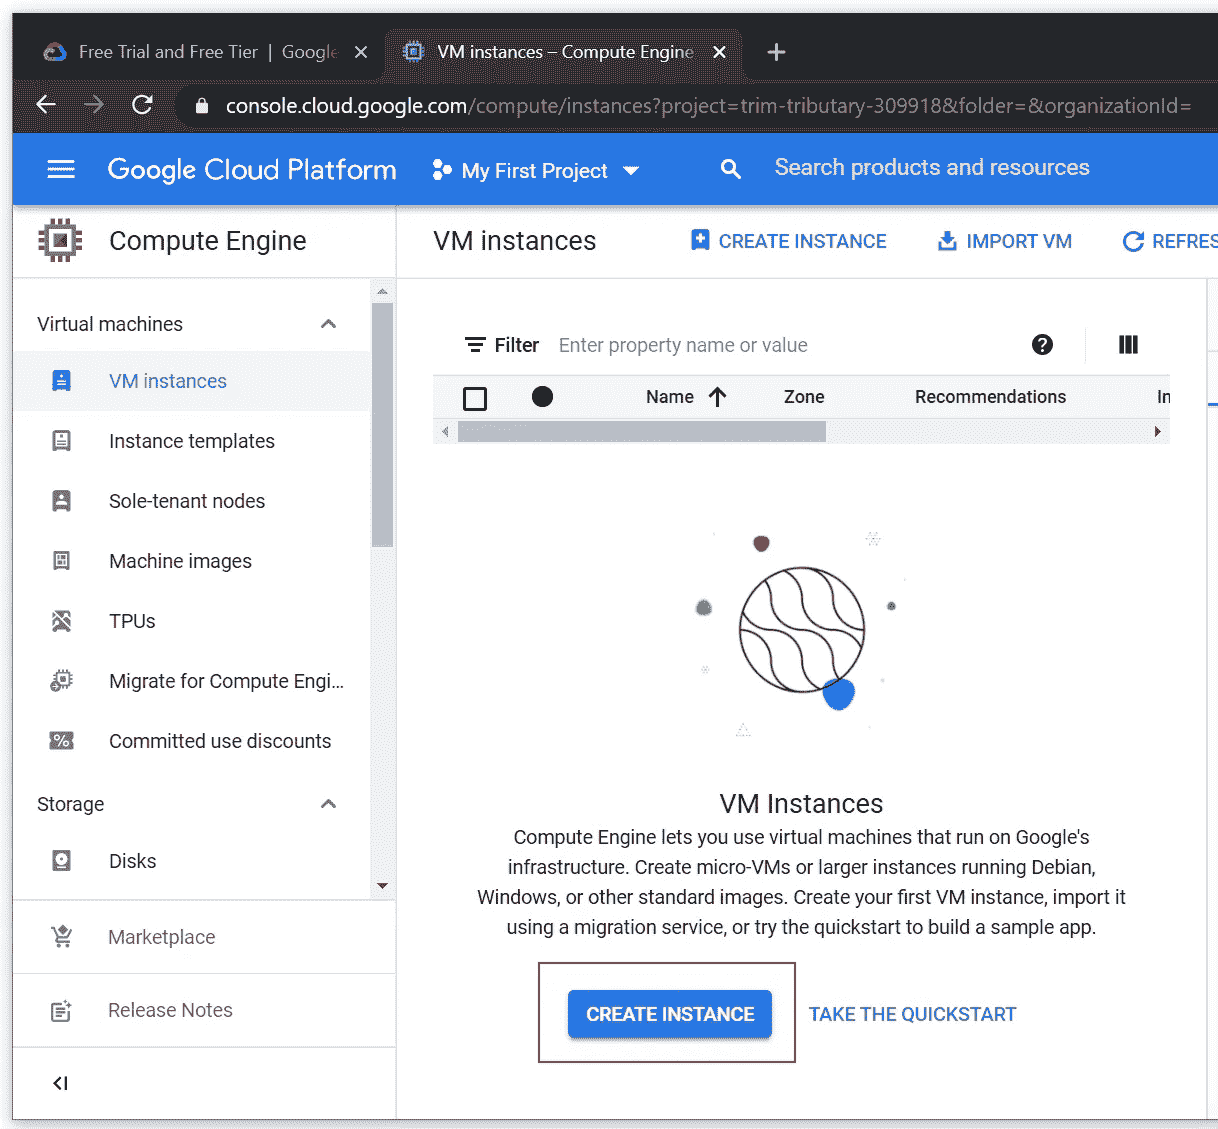 Free Trial and Free Tier | Google
VM instances – Compute Engine
console.cloud.google.com/compute/instances?project=trim-tributary-309918&folder=&organizationId=
Google Cloud Platform
My First Project
Search products and resources
Compute Engine
VM instances
CREATE INSTANCE
IMPORT VM
REFRES
Virtual machines
VM instances
Instance templates
Sole-tenant nodes
Machine images
TPUs
Migrate for Compute Engi...
Committed use discounts
Storage
Disks
Marketplace
Release Notes
Filter Enter property name or value
Name Zone Recommendations In
VM Instances
Compute Engine lets you use virtual machines that run on Google's
infrastructure. Create micro-VMs or larger instances running Debian,
Windows, or other standard images. Create your first VM instance, import it
using a migration service, or try the quickstart to build a sample app.
CREATE INSTANCE
TAKE THE QUICKSTART